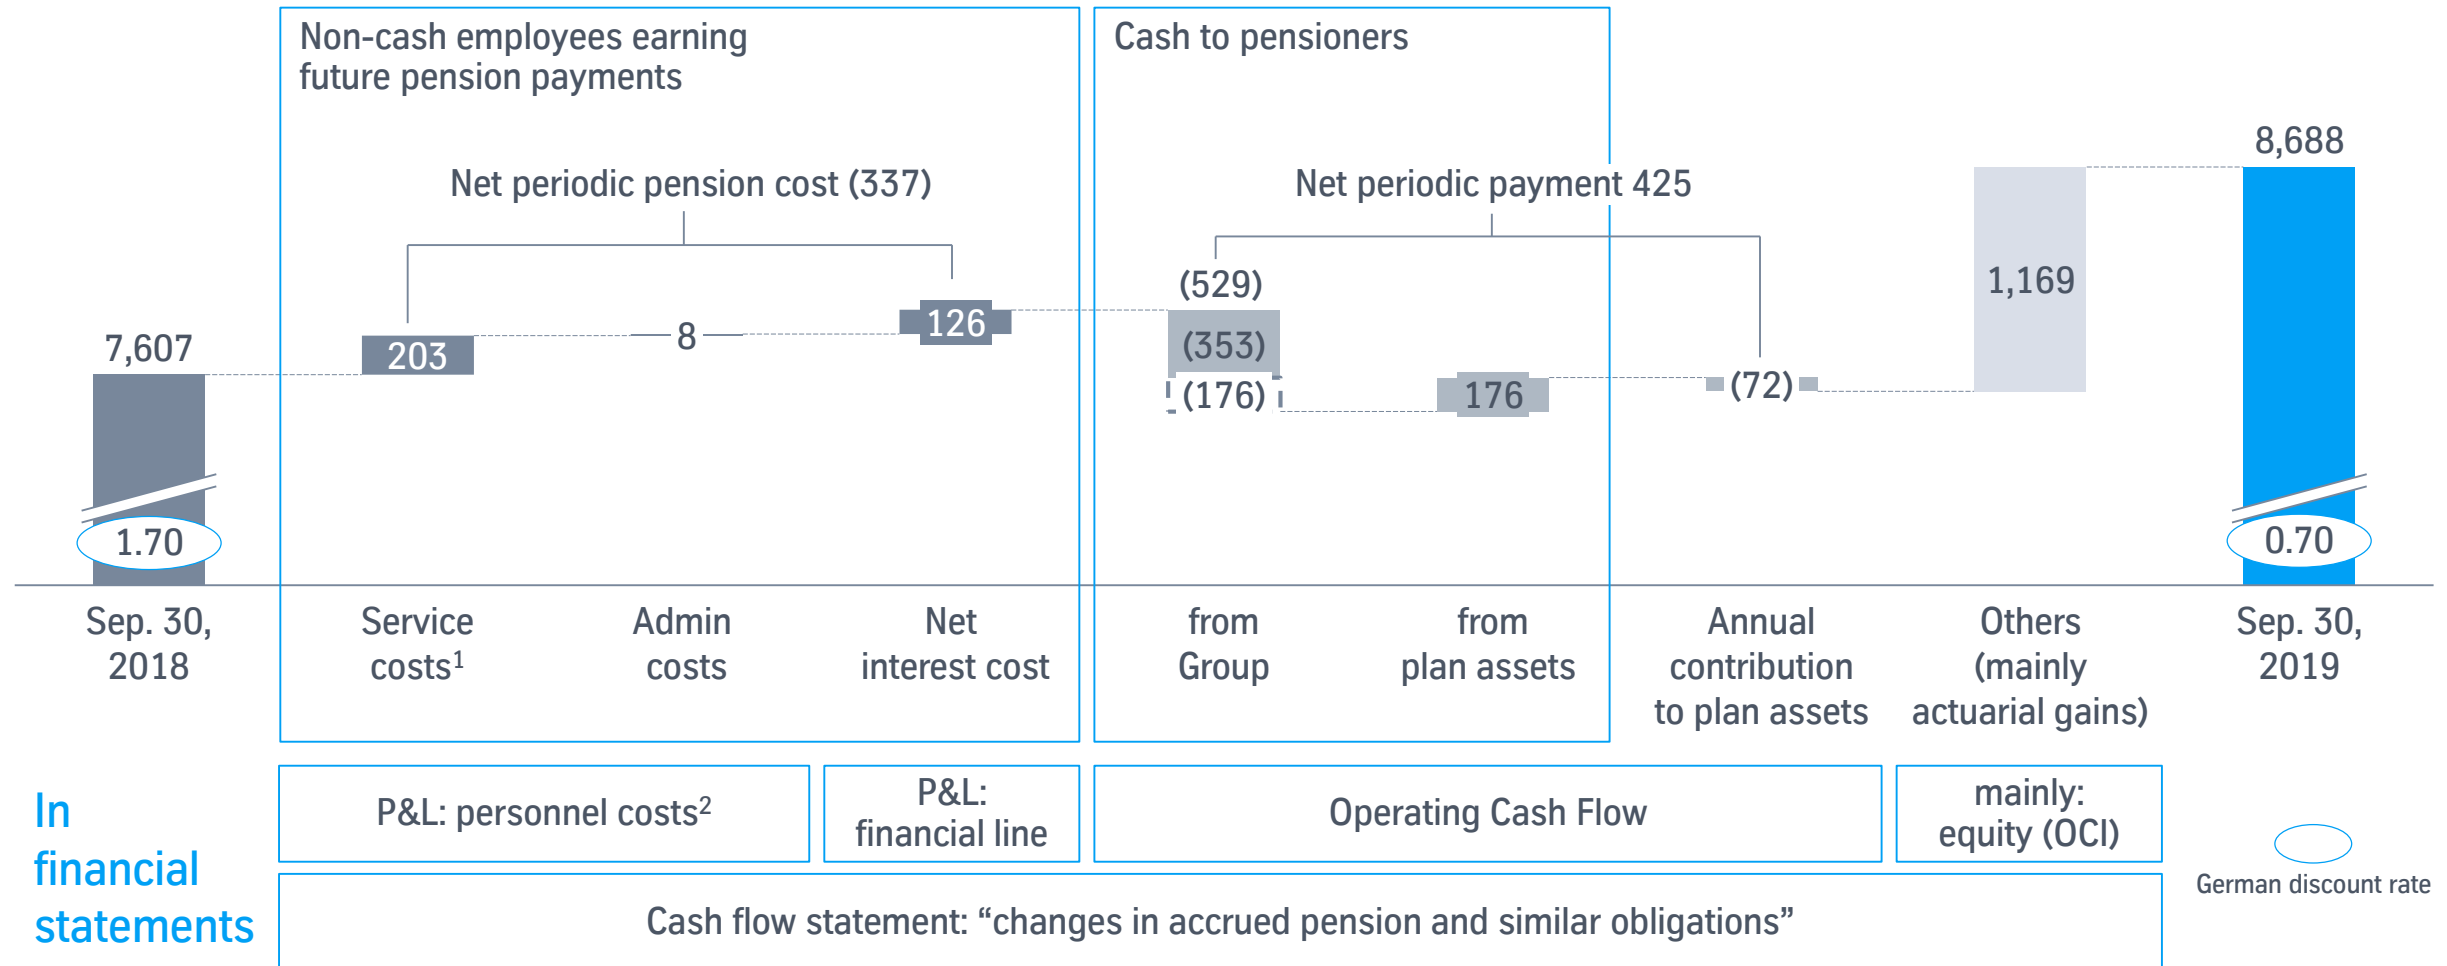 Non-cash employees earning
future pension payments
Cash to pensioners
Net periodic pension cost (337)
Net periodic payment 425
7,607
203
8
126
(529)
(353)
(176)
176
(72)
1,169
8,688
1.70
0.70
Sep. 30,
2018
Service
costs¹
Admin
costs
Net
interest cost
from
Group
from
plan assets
Annual
contribution
to plan assets
Others
(mainly
actuarial gains)
Sep. 30,
2019
In
financial
statements
P&L: personnel costs²
P&L:
financial line
Operating Cash Flow
mainly:
equity (OCI)
German discount rate
Cash flow statement: “changes in accrued pension and similar obligations”